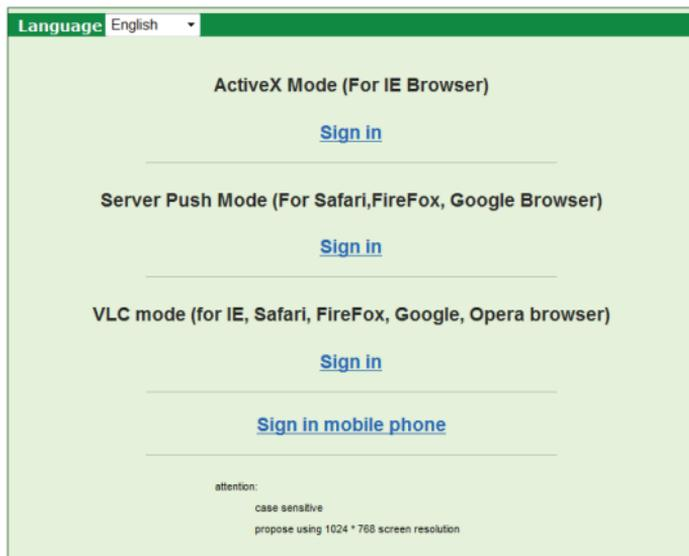 Language English
ActiveX Mode (For IE Browser)
Sign in
Server Push Mode (For Safari,FireFox, Google Browser)
Sign in
VLC mode (for IE, Safari, FireFox, Google, Opera browser)
Sign in
Sign in mobile phone
attention:
case sensitive
propose using 1024 * 768 screen resolution